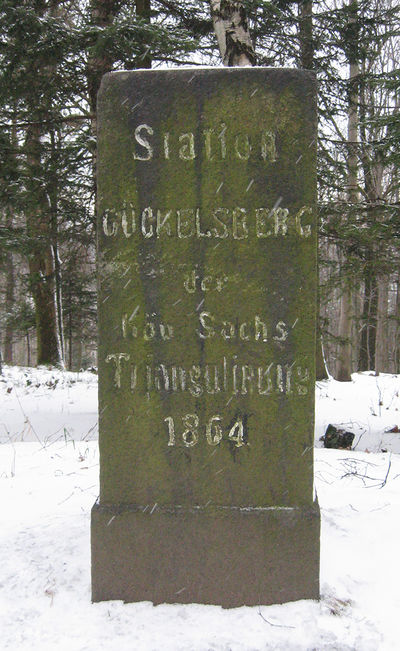 Station
GÜCKELSBERG
der
Kön Sächs
Triangulirung
1864